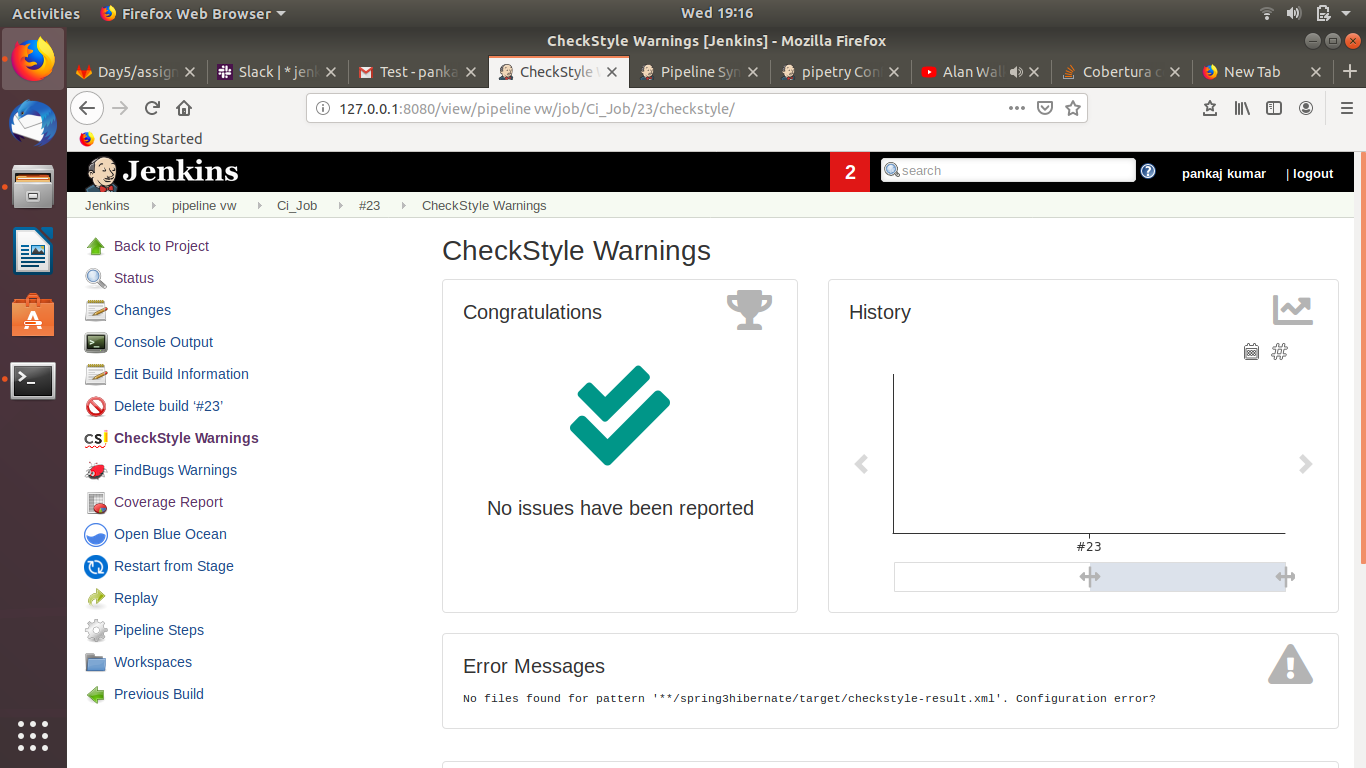 Activities Firefox Web Browser Wed 19:16
CheckStyle Warnings [Jenkins] - Mozilla Firefox
Day5/assign Slack | * jenk Test - panka CheckStyle W Pipeline Syn pipetry Con Alan Wal Cobertura c New Tab
127.0.0.1:8080/view/pipeline vw/job/Ci_Job/23/checkstyle/
Getting Started
Jenkins 2 search pankaj kumar | logout
Jenkins pipeline vw Ci_Job #23 CheckStyle Warnings
Back to Project
Status
Changes
Console Output
Edit Build Information
Delete build ‘#23’
CheckStyle Warnings
FindBugs Warnings
Coverage Report
Open Blue Ocean
Restart from Stage
Replay
Pipeline Steps
Workspaces
Previous Build
CheckStyle Warnings
Congratulations
No issues have been reported
History
#23
Error Messages
No files found for pattern '**/spring3hibernate/target/checkstyle-result.xml'. Configuration error?